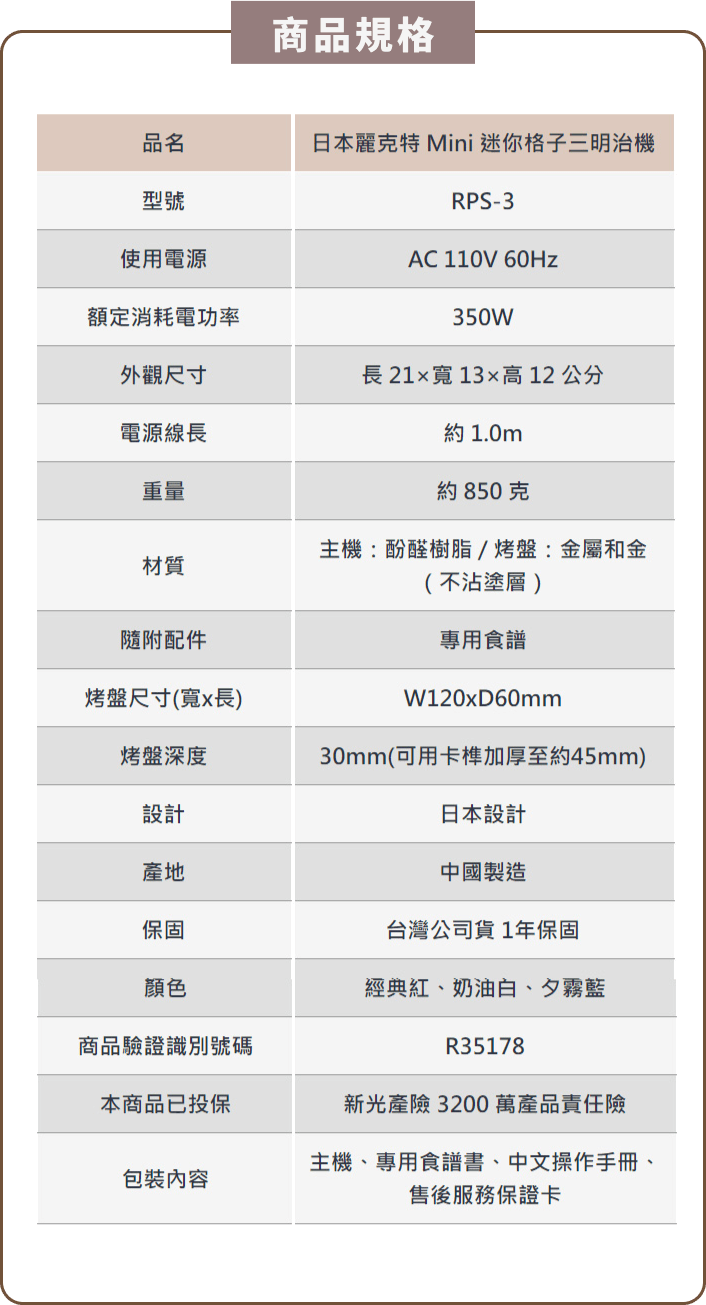 商品規格
品名 日本麗克特 Mini 迷你格子三明治機
型號 RPS-3
使用電源 AC 110V 60Hz
額定消耗電功率 350W
外觀尺寸 長 21×寬 13×高 12 公分
電源線長 約 1.0m
重量 約 850 克
材質 主機：酚醛樹脂 / 烤盤：金屬和金
(不沾塗層)
隨附配件 專用食譜
烤盤尺寸(寬x長) W120xD60mm
烤盤深度 30mm(可用卡榫加厚至約45mm)
設計 日本設計
產地 中國製造
保固 台灣公司貨 1年保固
顏色 經典紅、奶油白、夕霧藍
商品驗證識別號碼 R35178
本商品已投保 新光產險 3200 萬產品責任險
包裝內容 主機、專用食譜書、中文操作手冊、
售後服務保證卡